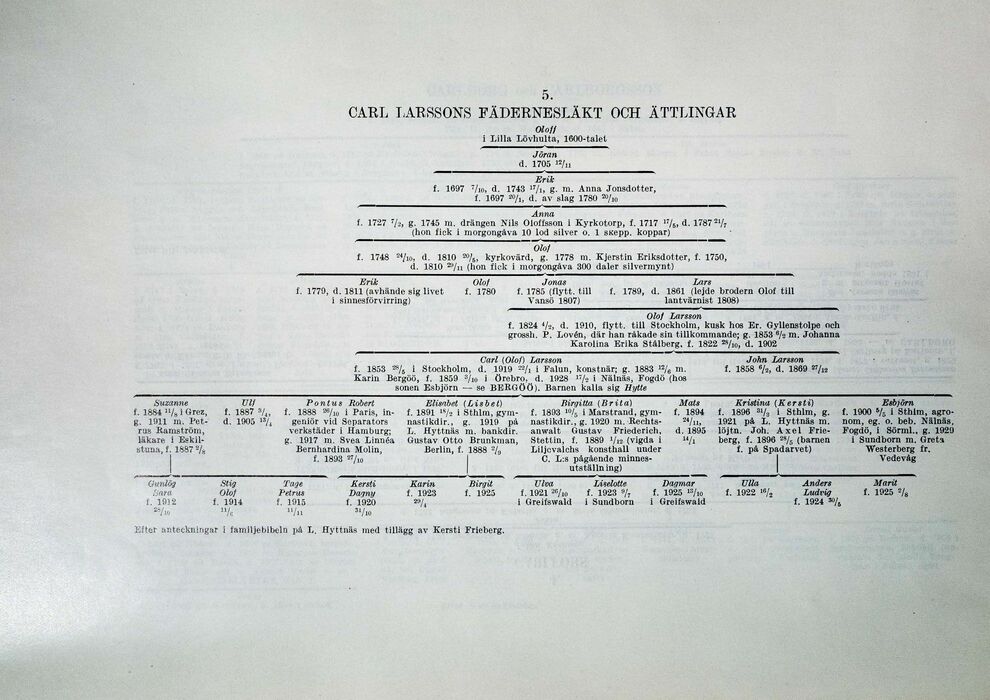 5.
CARL LARSSONS FÄDERNESLÄKT OCH ÄTTLINGAR
Oloff
i Lilla Lövhulta, 1600-talet
Jöran
d. 1705 12/11
Erik
f. 1697 7/10, d. 1743 17/1, g. m. Anna Jonsdotter,
f. 1697 20/1, d. av slag 1780 20/10
Anna
f. 1727 7/2, g. 1745 m. drängen Nils Oloffsson i Kyrkotorp, f. 1717 17/5, d. 1787 21/7
(hon fick i morgongåva 10 lod silver o. 1 skepp. koppar)
Olof
f. 1748 24/10, d. 1810 20/5, kyrkovärd, g. 1778 m. Kjerstin Eriksdotter, f. 1750,
d. 1810 29/11 (hon fick i morgongåva 300 daler silvermynt)
Erik
f. 1779, d. 1811 (avhände sig livet
i sinnesförvirring)
Olof
f. 1780
Jonas
f. 1785 (flytt. till
Vansö 1807)
Lars
f. 1789, d. 1861 (lejde brodern Olof till
lantvärnist 1808)
Olof Larsson
f. 1824 4/2, d. 1910, flytt. till Stockholm, kusk hos Er. Gyllenstolpe och
grossh. P. Lovén, där han råkade sin tillkommande; g. 1853 6/2 m. Johanna
Karolina Erika Stålberg, f. 1822 28/10, d. 1902
Carl (Olof) Larsson
f. 1853 28/5 i Stockholm, d. 1919 22/1 i Falun, konstnär; g. 1883 12/6 m.
Karin Bergöö, f. 1859 3/10 i Örebro, d. 1928 17/2 i Nälnäs, Fogdö (hos
sonen Esbjörn — se BERGÖÖ). Barnen kalla sig Hytte
John Larsson
f. 1858 6/2, d. 1869 27/12
Suzanne
f. 1884 11/8 i Grez,
g. 1911 m. Pet-
rus Ramström,
läkare i Eskil-
stuna, f. 1887 2/8
Ulf
f. 1887 3/4,
d. 1905 13/4
Pontus Robert
f. 1888 26/10 i Paris, in-
geniör vid Separators
verkstäder i Hamburg;
g. 1917 m. Svea Linnéa
Bernhardina Molin,
f. 1893 27/10
Elisabet (Lisbet)
f. 1891 18/2 i Sthlm, gym-
nastikdir., g. 1919 på
L. Hyttnäs m. bankdir.
Gustav Otto Brunkman,
Berlin, f. 1888 2/9
Birgitta (Brita)
f. 1893 10/5 i Marstrand, gym-
nastikdir., g. 1920 m. Rechts-
anwalt Gustav Friederich,
Stettin, f. 1889 1/12 (vigda i
Liljevalchs konsthall under
C. L:s pågående minnes-
utställning)
Mats
f. 1894
24/11,
d. 1895
14/1
Kristina (Kersti)
f. 1896 21/3 i Sthlm, g.
1921 på L. Hyttnäs m.
löjtn. Joh. Axel Frie-
berg, f. 1896 28/5 (barnen
f. på Spadarvet)
Esbjörn
f. 1900 5/5 i Sthlm, agro-
nom, eg. o. beb. Nälnäs,
Fogdö, i Sörml., g. 1929
i Sundborn m. Greta
Westerberg fr.
Vedevåg
Gunlög
Sara
f. 1912
28/10
Stig
Olof
f. 1914
11/6
Tage
Petrus
f. 1915
11/11
Kersti
Dagny
f. 1920
31/10
Karin
f. 1923
29/4
Birgit
f. 1925
Ulva
f. 1921 26/10
i Greifswald
Liselotte
f. 1923 9/7
i Sundborn
Dagmar
f. 1925 13/10
i Greifswald
Ulla
f. 1922 16/2
Anders
Ludvig
f. 1924 30/5
Marit
f. 1925 2/8
Efter anteckningar i familjebibeln på L. Hyttnäs med tillägg av Kersti Frieberg.